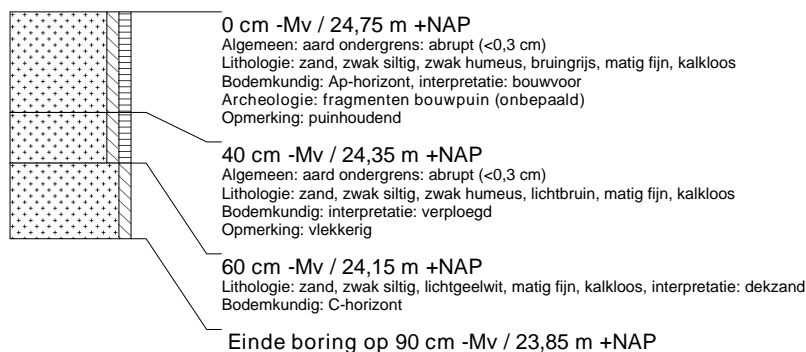 0 cm -Mv / 24,75 m +NAP
Algemeen: aard ondergrens: abrupt (<0,3 cm)
Lithologie: zand, zwak siltig, zwak humeus, bruingrijs, matig fijn, kalkloos
Bodemkundig: Ap-horizont, interpretatie: bouwvoor
Archeologie: fragmenten bouwpuin (onbepaald)
Opmerking: puinhoudend
40 cm -Mv / 24,35 m +NAP
Algemeen: aard ondergrens: abrupt (<0,3 cm)
Lithologie: zand, zwak siltig, zwak humeus, lichtbruin, matig fijn, kalkloos
Bodemkundig: interpretatie: verploegd
Opmerking: vlekkerig
60 cm -Mv / 24,15 m +NAP
Lithologie: zand, zwak siltig, lichtgeelwit, matig fijn, kalkloos, interpretatie: dekzand
Bodemkundig: C-horizont
Einde boring op 90 cm -Mv / 23,85 m +NAP